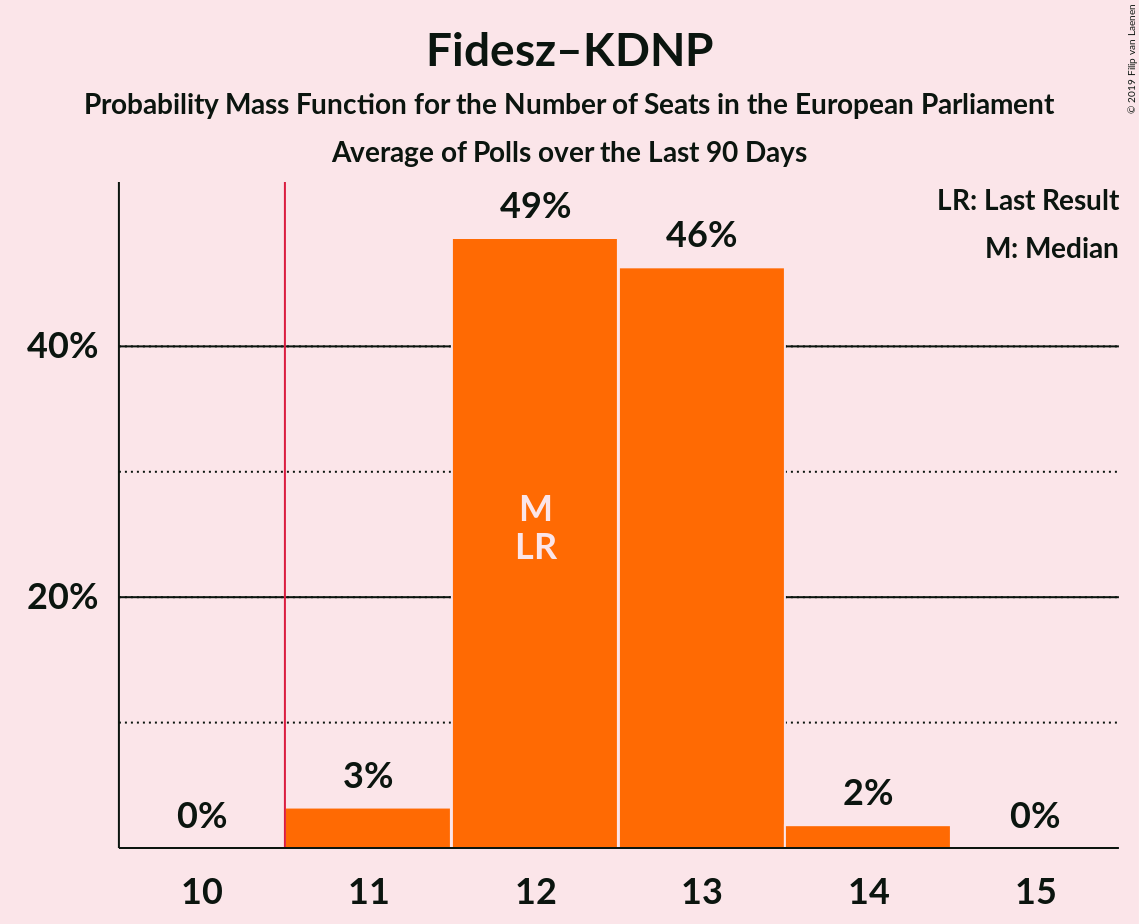 Fidesz–KDNP
Probability Mass Function for the Number of Seats in the European Parliament
Average of Polls over the Last 90 Days
© 2019 Filip van Laenen
LR: Last Result
M: Median
49%
46%
40%
M
LR
20%
3%
2%
0%
0%
10
11
12
13
14
15